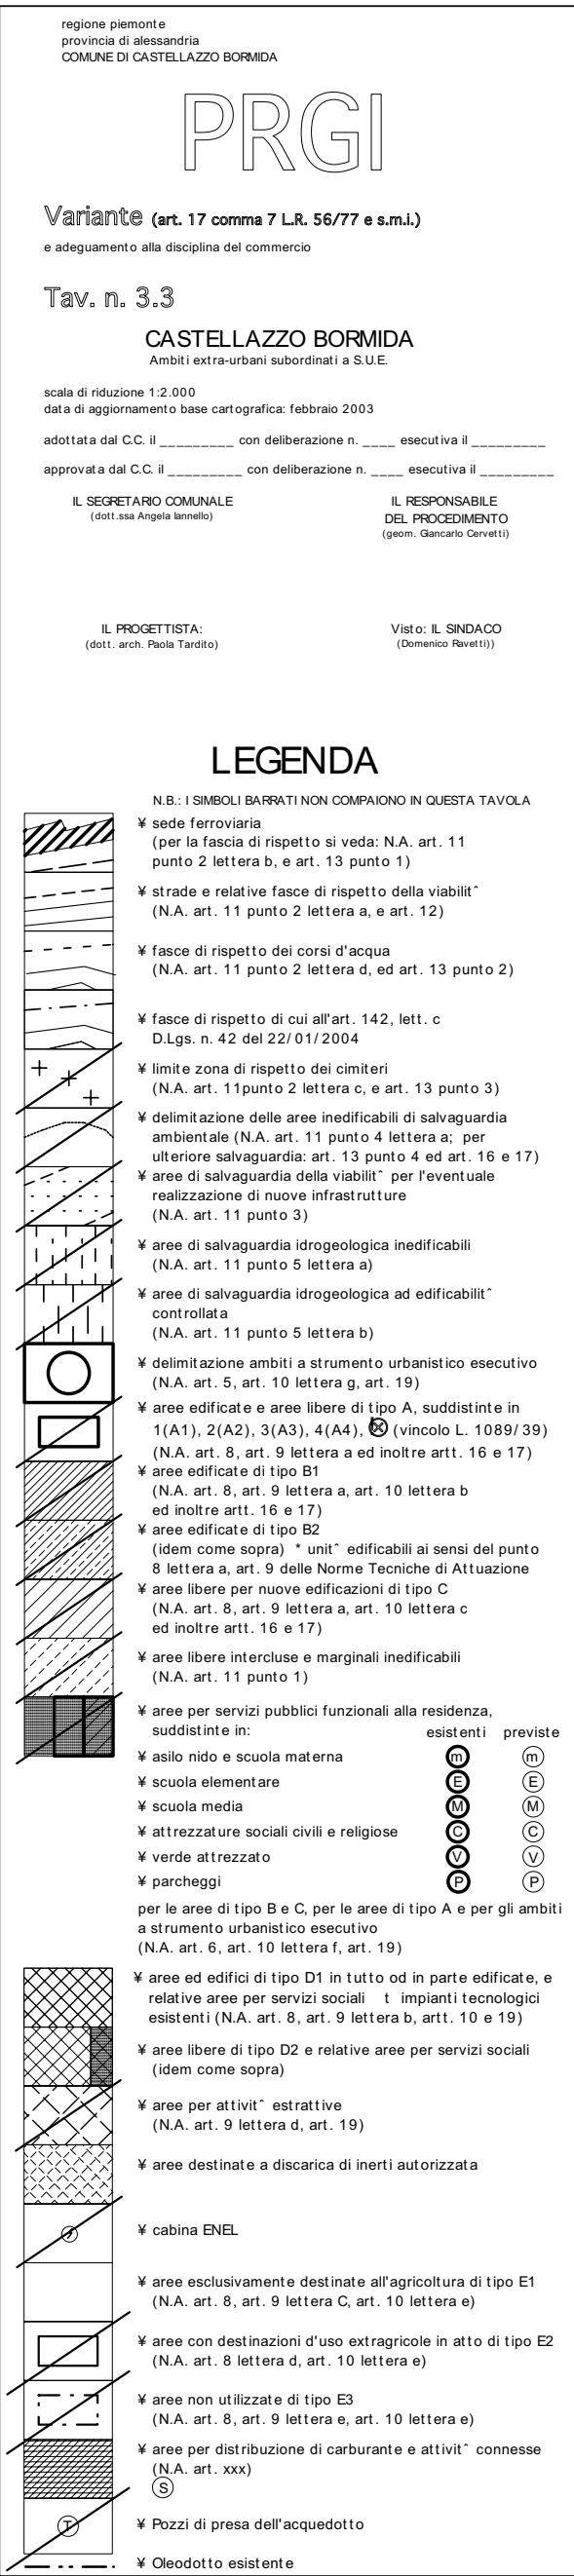 regione piemonte
provincia di alessandria
COMUNE DI CASTELLAZZO BORMIDA
PRGI
Variante (art. 17 comma 7 L.R. 56/77 e s.m.i.)
e adeguamento alla disciplina del commercio
Tav. n. 3.3
CASTELLAZZO BORMIDA
Ambiti extra-urbani subordinati a S.U.E.
scala di riduzione 1:2.000
data di aggiornamento base cartografica: febbraio 2003
adottata dal C.C. il _________ con deliberazione n. ____ esecutiva il _________
approvata dal C.C. il _________ con deliberazione n. ____ esecutiva il _________
IL SEGRETARIO COMUNALE
(dott.ssa Angela Iannello)
IL RESPONSABILE
DEL PROCEDIMENTO
(geom. Giancarlo Cervetti)
IL PROGETTISTA:
(dott. arch. Paola Tardito)
Visto: IL SINDACO
(Domenico Ravetti))
LEGENDA
N.B.: I SIMBOLI BARRATI NON COMPAIONO IN QUESTA TAVOLA
¥ sede ferroviaria
(per la fascia di rispetto si veda: N.A. art. 11
punto 2 lettera b, e art. 13 punto 1)
¥ strade e relative fasce di rispetto della viabilitˆ
(N.A. art. 11 punto 2 lettera a, e art. 12)
¥ fasce di rispetto dei corsi d'acqua
(N.A. art. 11 punto 2 lettera d, ed art. 13 punto 2)
¥ fasce di rispetto di cui all'art. 142, lett. c
D.Lgs. n. 42 del 22/01/2004
¥ limite zona di rispetto dei cimiteri
(N.A. art. 11punto 2 lettera c, e art. 13 punto 3)
¥ delimitazione delle aree inedificabili di salvaguardia
ambientale (N.A. art. 11 punto 4 lettera a; per
ulteriore salvaguardia: art. 13 punto 4 ed art. 16 e 17)
¥ aree di salvaguardia della viabilitˆ per l'eventuale
realizzazione di nuove infrastrutture
(N.A. art. 11 punto 3)
¥ aree di salvaguardia idrogeologica inedificabili
(N.A. art. 11 punto 5 lettera a)
¥ aree di salvaguardia idrogeologica ad edificabilitˆ
controllata
(N.A. art. 11 punto 5 lettera b)
¥ delimitazione ambiti a strumento urbanistico esecutivo
(N.A. art. 5, art. 10 lettera g, art. 19)
¥ aree edificate e aree libere di tipo A, suddistinte in
1(A1), 2(A2), 3(A3), 4(A4), (vincolo L. 1089/39)
(N.A. art. 8, art. 9 lettera a ed inoltre artt. 16 e 17)
¥ aree edificate di tipo B1
(N.A. art. 8, art. 9 lettera a, art. 10 lettera b
ed inoltre artt. 16 e 17)
¥ aree edificate di tipo B2
(idem come sopra) * unitˆ edificabili ai sensi del punto
8 lettera a, art. 9 delle Norme Tecniche di Attuazione
¥ aree libere per nuove edificazioni di tipo C
(N.A. art. 8, art. 9 lettera a, art. 10 lettera c
ed inoltre artt. 16 e 17)
¥ aree libere intercluse e marginali inedificabili
(N.A. art. 11 punto 1)
¥ aree per servizi pubblici funzionali alla residenza,
suddistinte in: esistenti previste
¥ asilo nido e scuola materna m m
¥ scuola elementare E E
¥ scuola media M M
¥ attrezzature sociali civili e religiose C C
¥ verde attrezzato V V
¥ parcheggi P P
per le aree di tipo B e C, per le aree di tipo A e per gli ambiti
a strumento urbanistico esecutivo
(N.A. art. 6, art. 10 lettera f, art. 19)
¥ aree ed edifici di tipo D1 in tutto od in parte edificate, e
relative aree per servizi sociali t impianti tecnologici
esistenti (N.A. art. 8, art. 9 lettera b, artt. 10 e 19)
¥ aree libere di tipo D2 e relative aree per servizi sociali
(idem come sopra)
¥ aree per attivitˆ estrattive
(N.A. art. 9 lettera d, art. 19)
¥ aree destinate a discarica di inerti autorizzata
¥ cabina ENEL
¥ aree esclusivamente destinate all'agricoltura di tipo E1
(N.A. art. 8, art. 9 lettera C, art. 10 lettera e)
¥ aree con destinazioni d'uso extragricole in atto di tipo E2
(N.A. art. 8 lettera d, art. 10 lettera e)
¥ aree non utilizzate di tipo E3
(N.A. art. 8, art. 9 lettera e, art. 10 lettera e)
¥ aree per distribuzione di carburante e attivitˆ connesse
(N.A. art. xxx)
S
T ¥ Pozzi di presa dell'acquedotto
¥ Oleodotto esistente